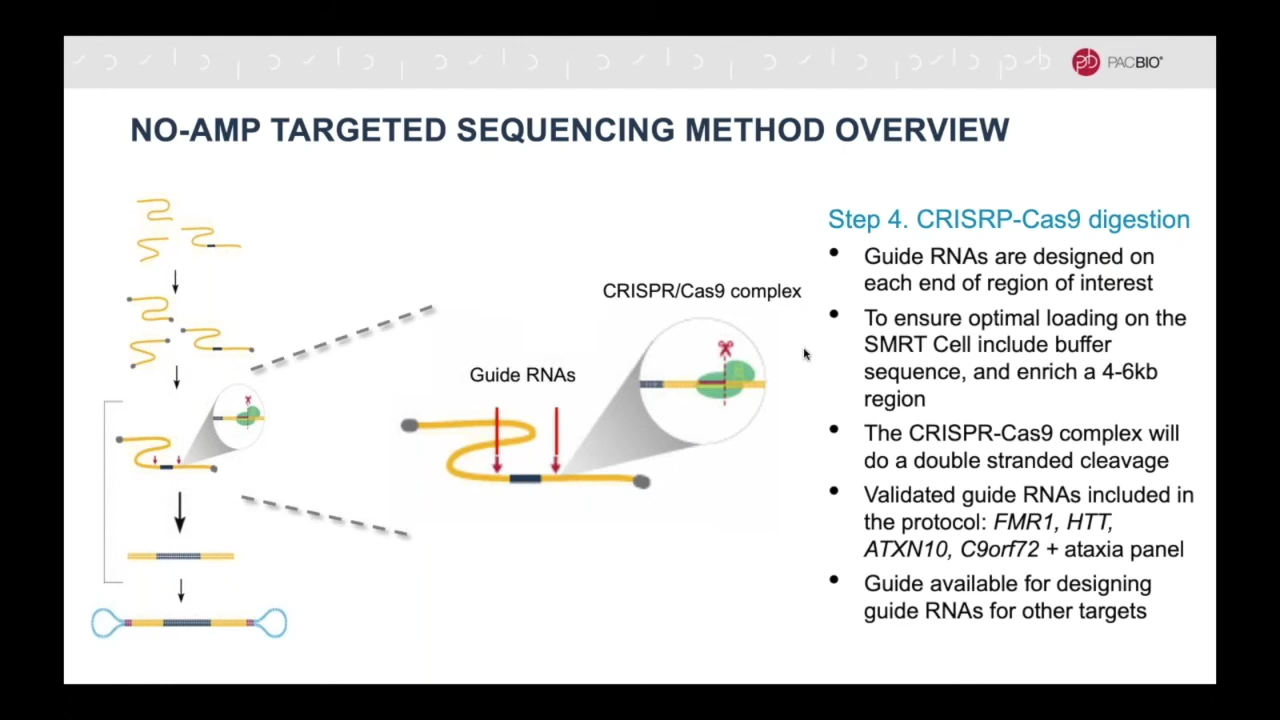 PACBIO®
NO-AMP TARGETED SEQUENCING METHOD OVERVIEW
CRISPR/Cas9 complex
Guide RNAs
Step 4. CRISRP-Cas9 digestion
• Guide RNAs are designed on
each end of region of interest
• To ensure optimal loading on the
SMRT Cell include buffer
sequence, and enrich a 4-6kb
region
• The CRISPR-Cas9 complex will
do a double stranded cleavage
• Validated guide RNAs included in
the protocol: FMR1, HTT,
ATXN10, C9orf72 + ataxia panel
• Guide available for designing
guide RNAs for other targets